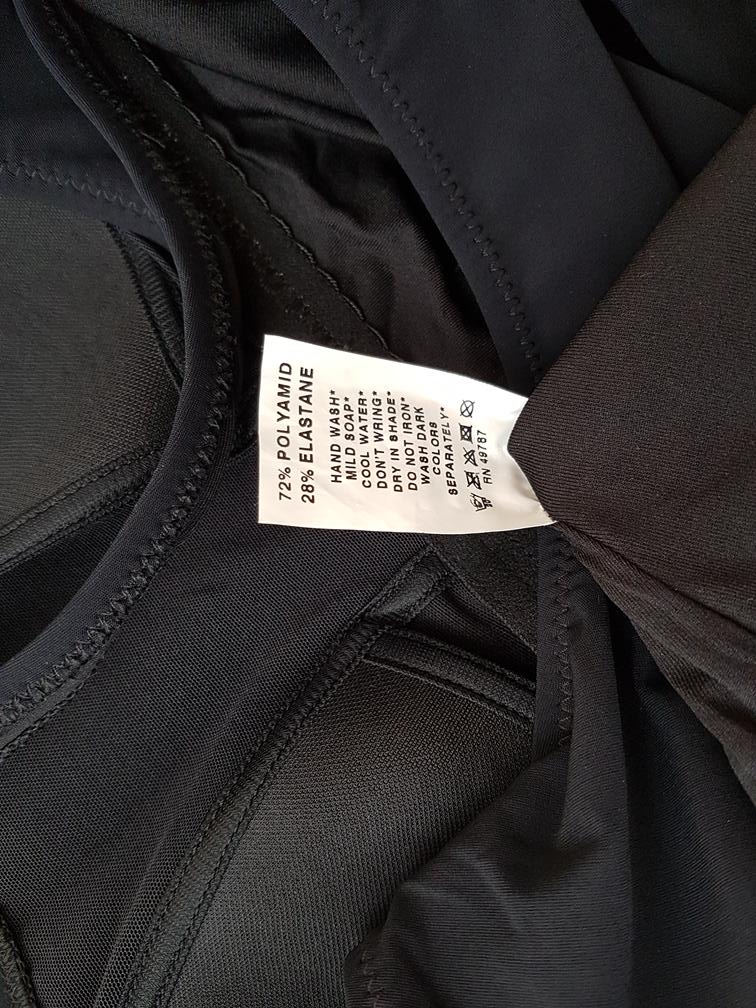 72% POLYAMID
28% ELASTANE
HAND WASH*
MILD SOAP*
COOL WATER*
DON'T WRING*
DRY IN SHADE*
DO NOT IRON*
WASH DARK
COLORS
SEPARATELY*
RN 49787